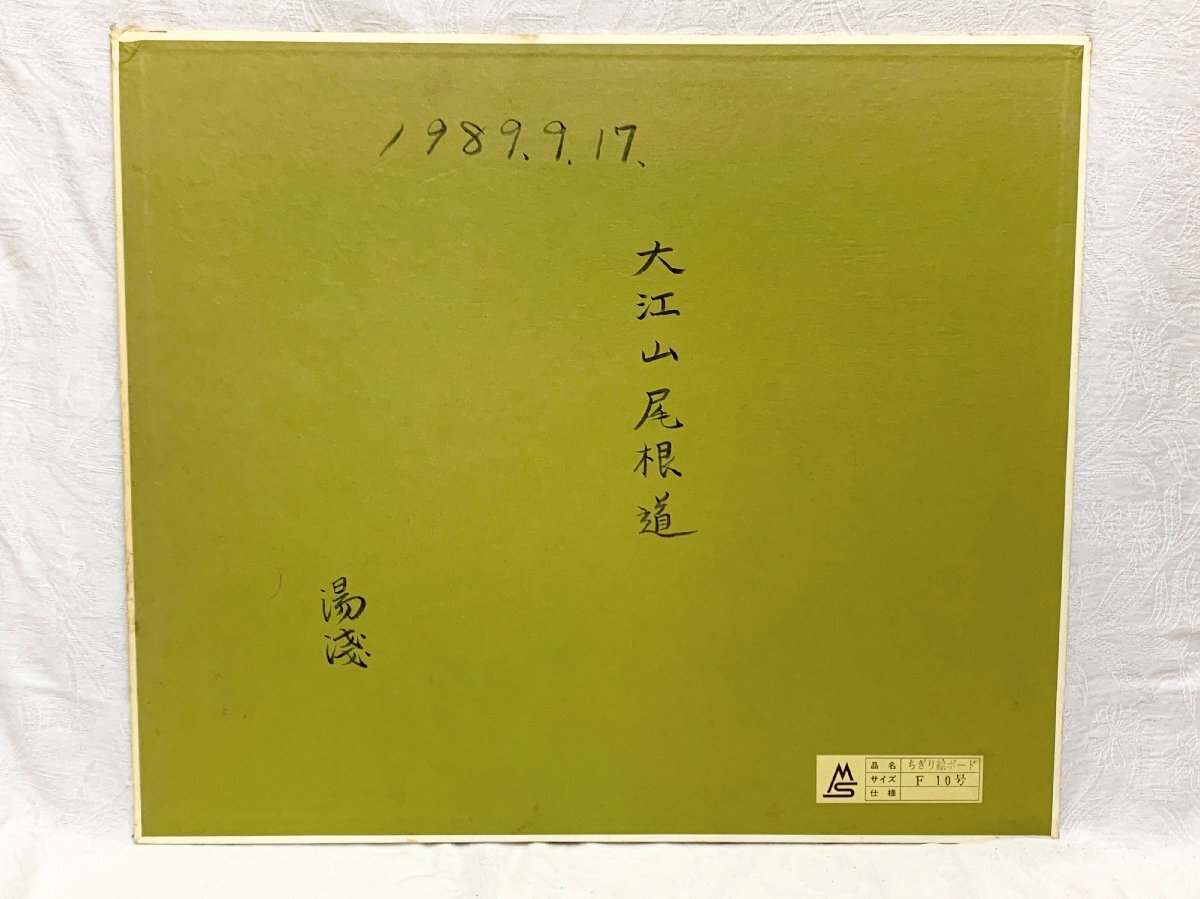 1989.9.17.
大江山尾根道
湯淺
MS
品名 ちぎり絵ボード
サイズ F 10号
仕様